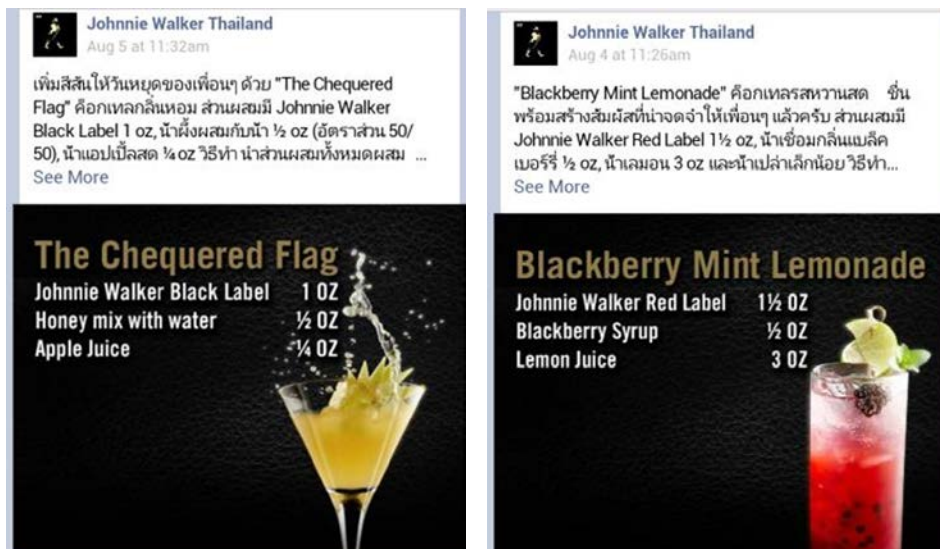 Johnnie Walker Thailand
Aug 5 at 11:32am
เพิ่มสีสันให้วันหยุดของเพื่อนๆ ด้วย "The Chequered
Flag" ค็อกเทลกลิ่นหอม ส่วนผสมมี Johnnie Walker
Black Label 1 oz, น้ำผึ้งผสมกับน้ำ ½ oz (อัตราส่วน 50/
50), น้ำแอปเปิ้ลสด ¼ oz วิธีทำ นำส่วนผสมทั้งหมดผสม ...
See More
The Chequered Flag
Johnnie Walker Black Label 1 OZ
Honey mix with water ½ OZ
Apple Juice ¼ OZ
Johnnie Walker Thailand
Aug 4 at 11:26am
"Blackberry Mint Lemonade" ค็อกเทลรสหวานสด ชื่น
พร้อมสร้างสัมผัสที่น่าจดจำให้เพื่อนๆ แล้วครับ ส่วนผสมมี
Johnnie Walker Red Label 1½ oz, น้ำเชื่อมกลิ่นแบล็ค
เบอร์รี่ ½ oz, น้ำเลมอน 3 oz และน้ำเปล่าเล็กน้อย วิธีทำ...
See More
Blackberry Mint Lemonade
Johnnie Walker Red Label 1½ OZ
Blackberry Syrup ½ OZ
Lemon Juice 3 OZ